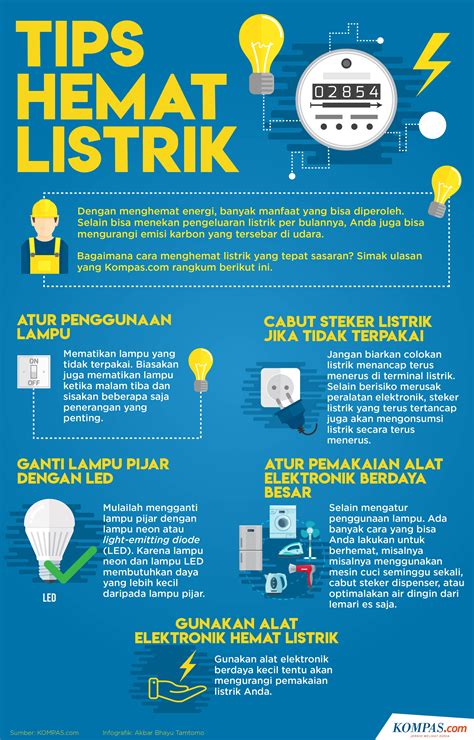 TIPS
HEMAT
LISTRIK
02854
Dengan menghemat energi, banyak manfaat yang bisa diperoleh.
Selain bisa menekan pengeluaran listrik per bulannya, Anda juga bisa
mengurangi emisi karbon yang tersebar di udara.
Bagaimana cara menghemat listrik yang tepat sasaran? Simak ulasan
yang Kompas.com rangkum berikut ini.
ATUR PENGGUNAAN
LAMPU
ON
OFF
Mematikan lampu yang
tidak terpakai. Biasakan
juga mematikan lampu
ketika malam tiba dan
sisakan beberapa saja
penerangan yang
penting.
CABUT STEKER LISTRIK
JIKA TIDAK TERPAKAI
Jangan biarkan colokan
listrik menancap terus
menerus di terminal listrik.
Selain berisiko merusak
peralatan elektronik, steker
listrik yang terus tertancap
juga akan mengonsumsi
listrik secara terus
menerus.
GANTI LAMPU PIJAR
DENGAN LED
Mulailah mengganti
lampu pijar dengan
lampu neon atau
light-emitting diode
(LED). Karena lampu
neon dan lampu LED
membutuhkan daya
yang lebih kecil
daripada lampu pijar.
LED
ATUR PEMAKAIAN ALAT
ELEKTRONIK BERDAYA
BESAR
Selain mengatur
penggunaan lampu. Ada
banyak cara yang bisa
Anda lakukan untuk
berhemat, misalnya
misalnya menggunakan
mesin cuci seminggu sekali,
cabut steker dispenser, atau
optimalakan air dingin dari
lemari es saja.
GUNAKAN ALAT
ELEKTRONIK HEMAT LISTRIK
Gunakan alat elektronik
berdaya kecil tentu akan
mengurangi pemakaian
listrik Anda.
Sumber: KOMPAS.com
Infografik: Akbar Bhayu Tamtomo
KOMPAS.com
JERNIH MELIHAT DUNIA